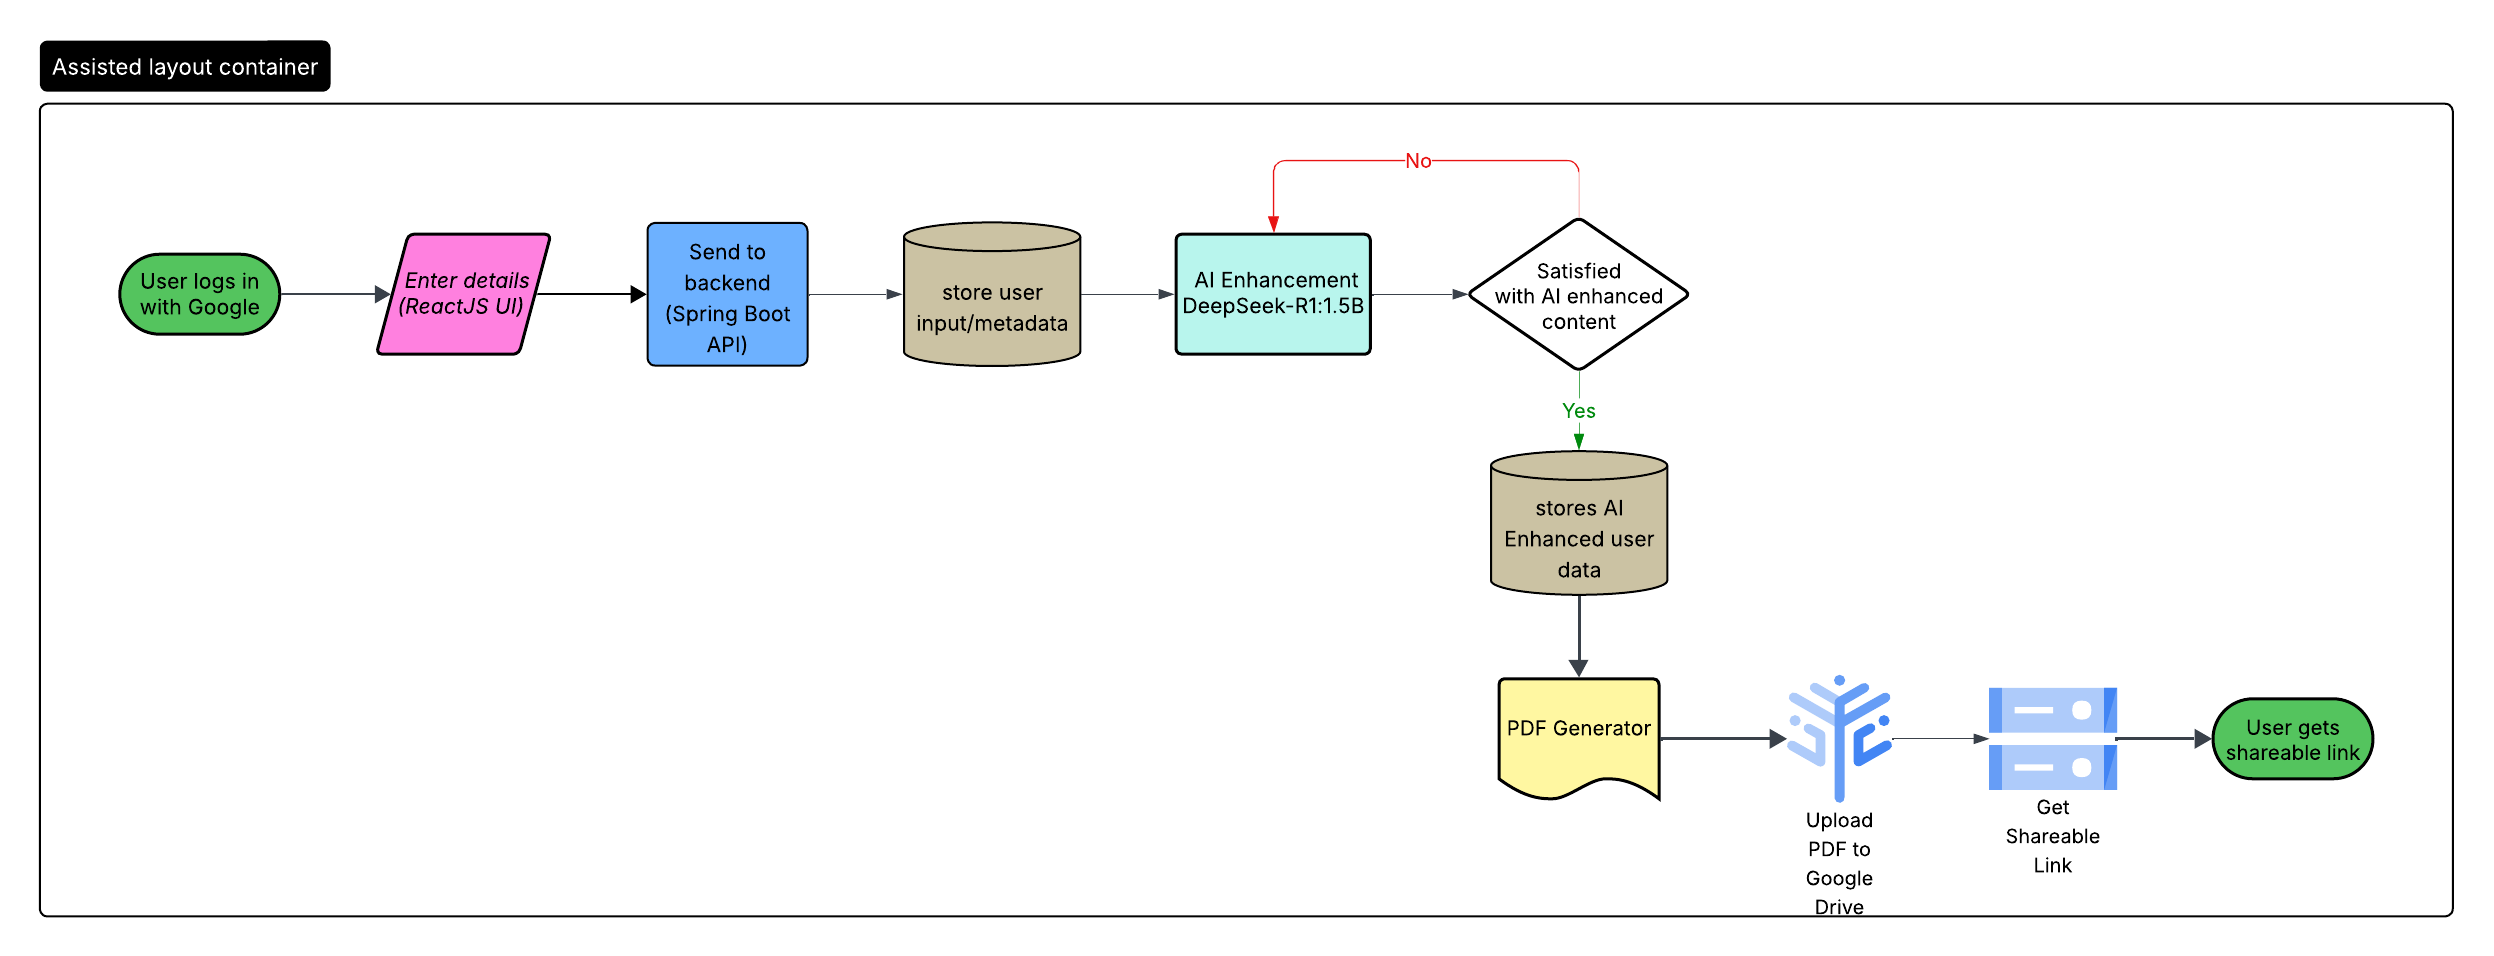 Assisted layout container
No
User logs in
with Google
Enter details
(ReactJS UI)
Send to
backend
(Spring Boot
API)
store user
input/metadata
AI Enhancement
DeepSeek-R1:1.5B
Satisfied
with AI enhanced
content
Yes
stores AI
Enhanced user
data
PDF Generator
Upload
PDF to
Google
Drive
Get
Shareable
Link
User gets
shareable link